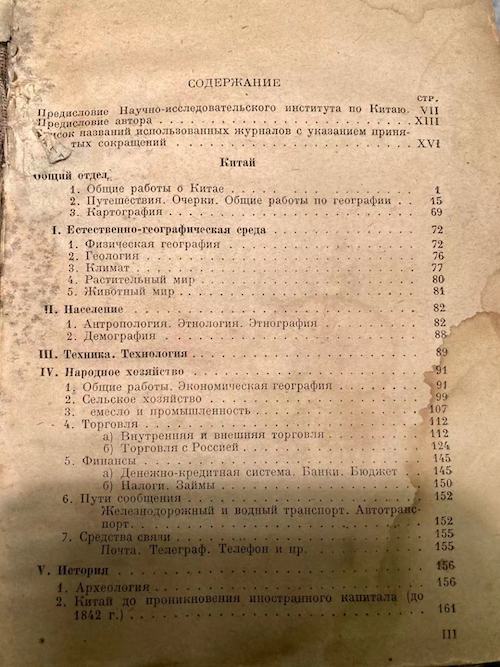 СОДЕРЖАНИЕ
СТР.
Предисловие Научно-исследовательского института по Китаю. VII
Предисловие автора . . . . . . . . . . . . . . . . . . . . XIII
писок названий использованных журналов с указанием приня-
тых сокращений . . . . . . . . . . . . . . . . . . . . XVI
Китай
Общий отдел.
1. Общие работы о Китае . . . . . . . . . . . . . . . . 1
2. Путешествия. Очерки. Общие работы по географии . . 15
3. Картография . . . . . . . . . . . . . . . . . . . . 69
I. Естественно-географическая среда . . . . . . . . . . . . 72
1. Физическая география . . . . . . . . . . . . . . . . 72
2. Геология . . . . . . . . . . . . . . . . . . . . . . 76
3. Климат . . . . . . . . . . . . . . . . . . . . . . . 77
4. Растительный мир . . . . . . . . . . . . . . . . . . 80
5. Животный мир . . . . . . . . . . . . . . . . . . . . 81
II. Население . . . . . . . . . . . . . . . . . . . . . . . 82
1. Антропология. Этнология. Этнография . . . . . . . . 82
2. Демография . . . . . . . . . . . . . . . . . . . . . 88
III. Техника. Технология . . . . . . . . . . . . . . . . . . 89
IV. Народное хозяйство . . . . . . . . . . . . . . . . . . 91
1. Общие работы. Экономическая география . . . . . . . 91
2. Сельское хозяйство . . . . . . . . . . . . . . . . . 99
3. емесло и промышленность . . . . . . . . . . . . . . 107
4. Торговля . . . . . . . . . . . . . . . . . . . . . . 112
а) Внутренняя и внешняя торговля . . . . . . . . . . 112
б) Торговля с Россией . . . . . . . . . . . . . . . . 124
5. Финансы . . . . . . . . . . . . . . . . . . . . . . 145
а) Денежно-кредитная система. Банки. Бюджет . . . . 145
б) Налоги. Займы . . . . . . . . . . . . . . . . . . 150
6. Пути сообщения . . . . . . . . . . . . . . . . . . . 152
Железнодорожный и водный транспорт. Автотранс-
порт. . . . . . . . . . . . . . . . . . . . . . . . 152
7. Средства связи . . . . . . . . . . . . . . . . . . . 155
Почта. Телеграф. Телефон и пр. . . . . . . . . . . 155
V. История . . . . . . . . . . . . . . . . . . . . . . . . 156
1. Археология . . . . . . . . . . . . . . . . . . . . . 156
2. Китай до проникновения иностранного капитала (до
1842 г.) . . . . . . . . . . . . . . . . . . . . . . 161
*
III